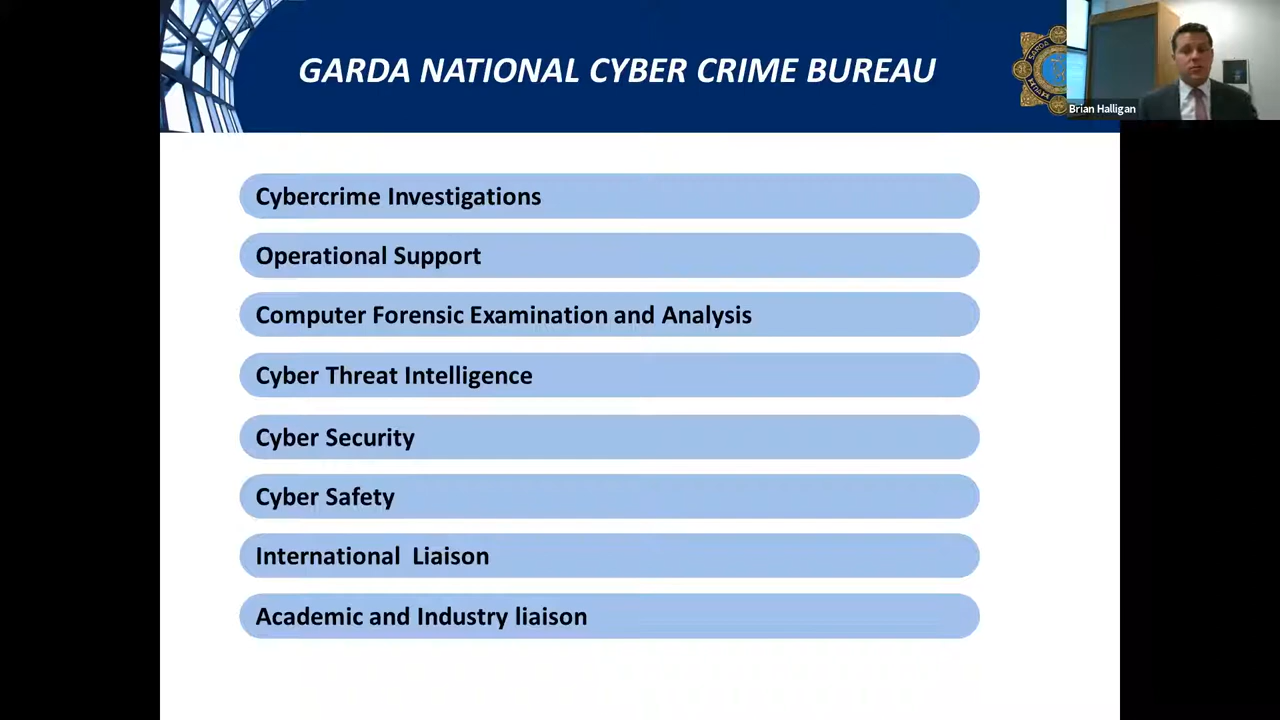 GARDA NATIONAL CYBER CRIME BUREAU
Brian Halligan
Cybercrime Investigations
Operational Support
Computer Forensic Examination and Analysis
Cyber Threat Intelligence
Cyber Security
Cyber Safety
International  Liaison
Academic and Industry liaison